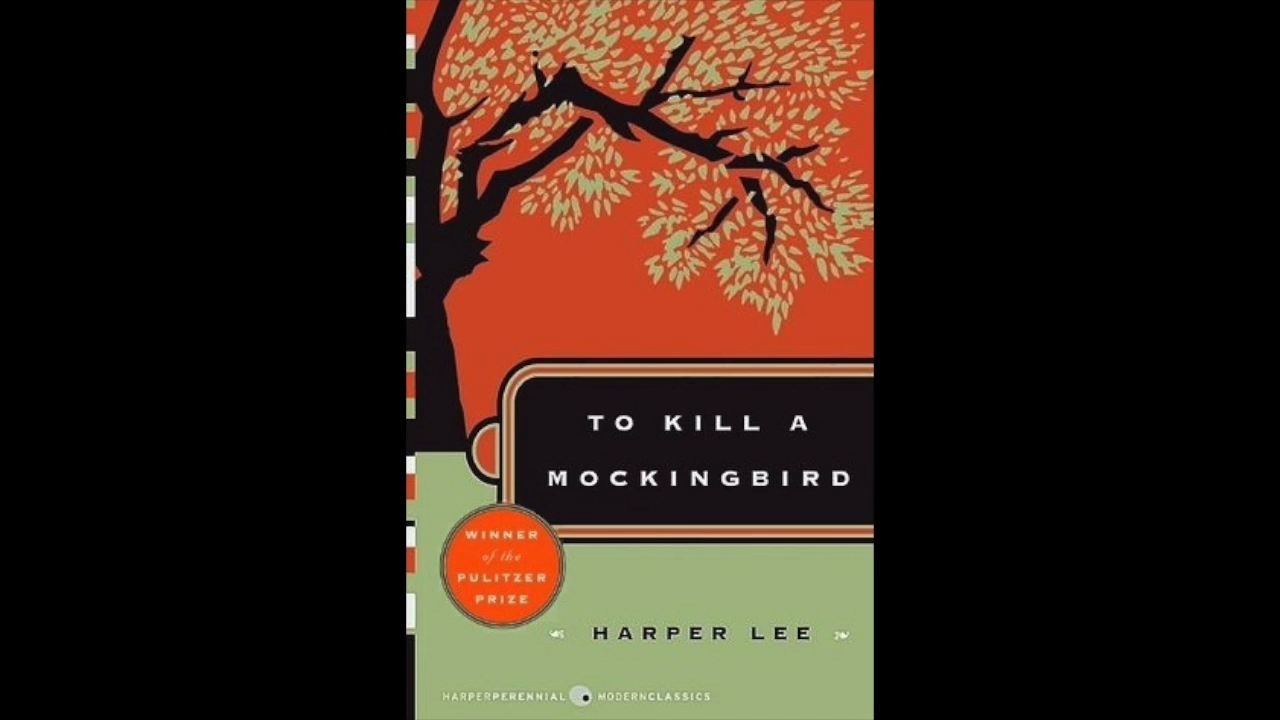 TO KILL A
MOCKINGBIRD
WINNER
of the
PULITZER
PRIZE
HARPER LEE
HARPERPERENNIAL MODERNCLASSICS